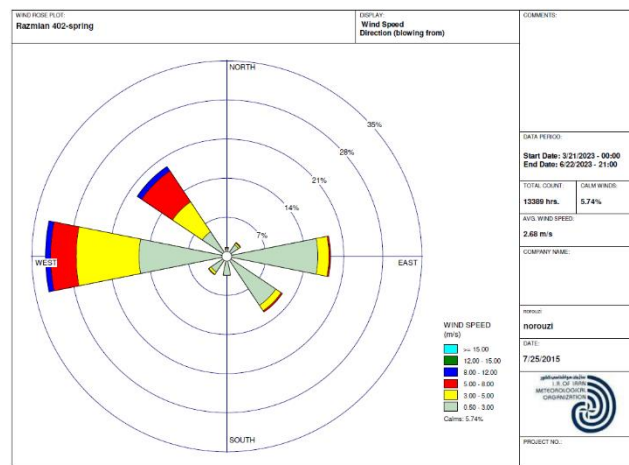 WIND ROSE PLOT:
Razmian 402-spring
DISPLAY:
Wind Speed
Direction (blowing from)
COMMENTS:
NORTH
35%
28%
21%
14%
7%
WEST
EAST
SOUTH
WIND SPEED
(m/s)
>= 15.00
12.00 - 15.00
8.00 - 12.00
5.00 - 8.00
3.00 - 5.00
0.50 - 3.00
Calms: 5.74%
DATA PERIOD:
Start Date: 3/21/2023 - 00:00
End Date: 6/22/2023 - 21:00
TOTAL COUNT:
13389 hrs.
CALM WINDS:
5.74%
AVG. WIND SPEED:
2.68 m/s
COMPANY NAME:
norouzi
DATE:
7/25/2015
I.R. OF IRAN
METEOROLOGICAL
ORGANIZATION
PROJECT NO.: